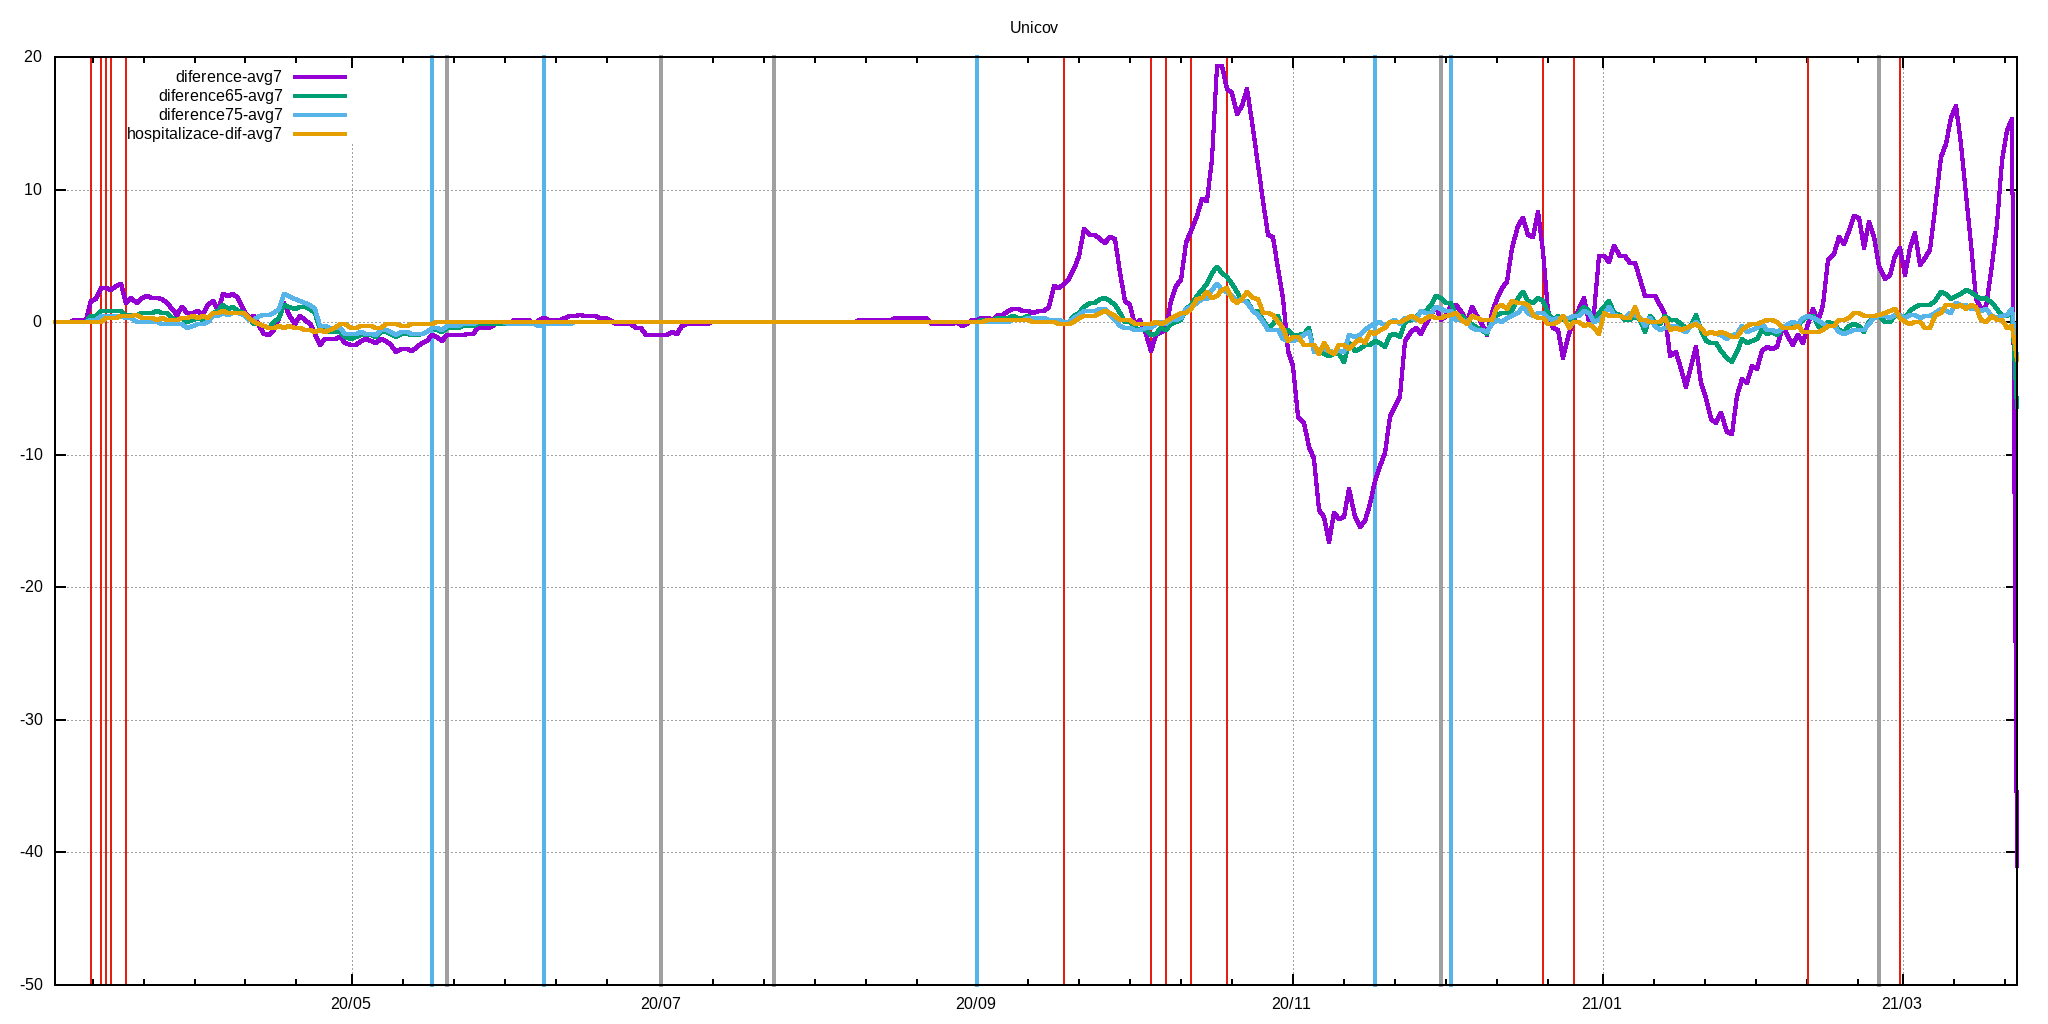 Unicov
20
diference-avg7
diference65-avg7
diference75-avg7
hospitalizace-dif-avg7
10
0
-10
-20
-30
-40
-50
20/05 20/07 20/09 20/11 21/01 21/03